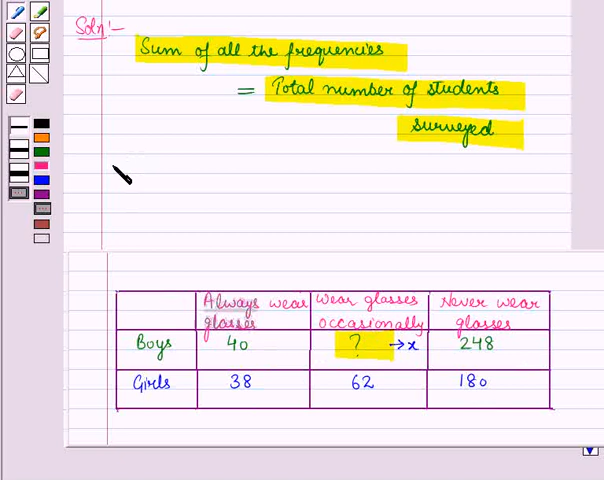 Soln:-
Sum of all the frequencies
= Total number of students
surveyed
Always wear glasses
Wear glasses occasionally
Never wear glasses
Boys 40 ? →x 248
Girls 38 62 180